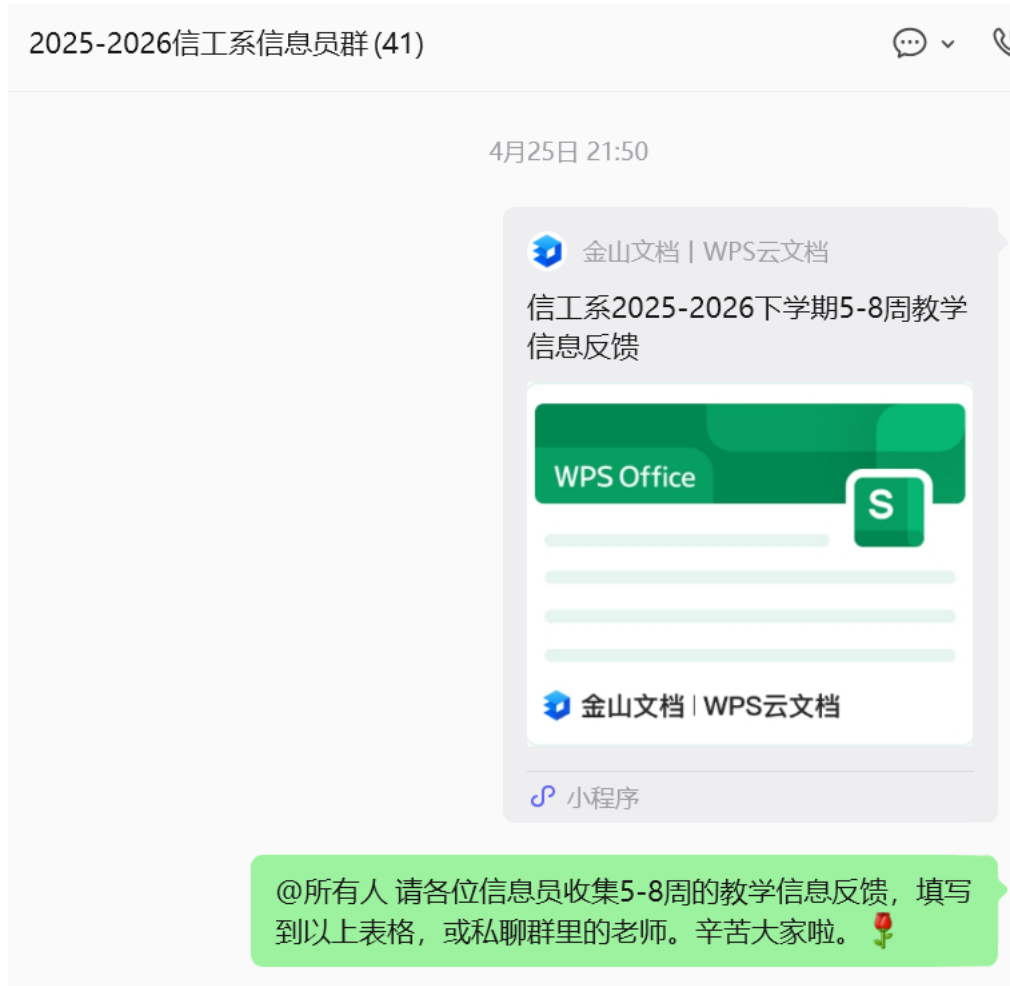 2025-2026信工系信息员群(41)
4月25日 21:50
金山文档 | WPS云文档
信工系2025-2026下学期5-8周教学
信息反馈
WPS Office
S
金山文档 | WPS云文档
小程序
@所有人 请各位信息员收集5-8周的教学信息反馈，填写
到以上表格，或私聊群里的老师。辛苦大家啦。🌹